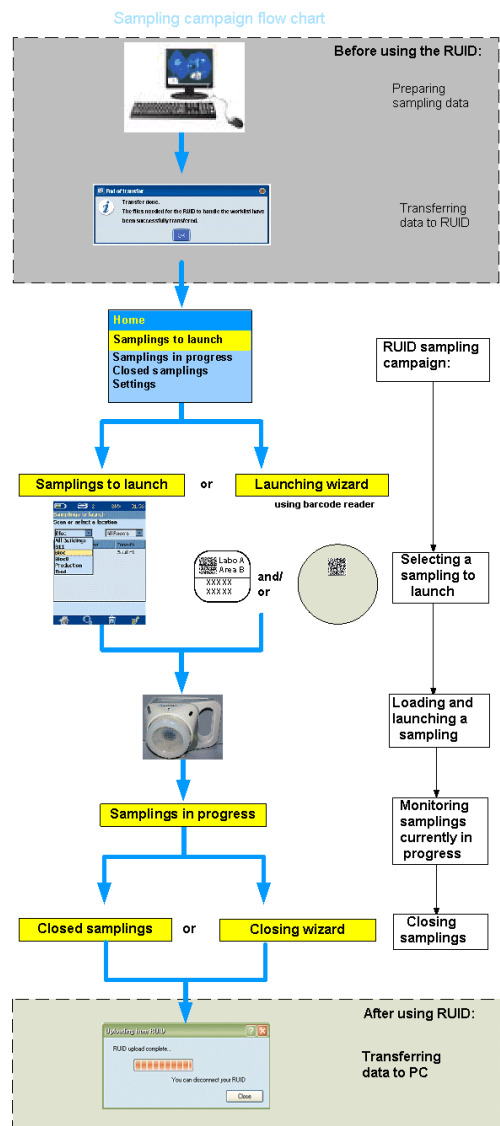 Sampling campaign flow chart
Before using the RUID:
Preparing
sampling data
End of transfer
Transfer done.
The files needed for the RUID to handle the worklist have
been successfully transfered.
OK
Transferring
data to RUID
Home
Samplings to launch
Samplings in progress
Closed samplings
Settings
RUID sampling
campaign:
Samplings to launch
or
Launching wizard
using barcode reader
Samplings to launch
Scan or select a location
All Rooms
All buildings
Production
Labo A
Area B
XXXXX
XXXXX
and/
or
Selecting a
sampling to
launch
Loading and
launching a
sampling
Samplings in progress
Monitoring
samplings
currently in
progress
Closed samplings
or
Closing wizard
Closing
samplings
After using RUID:
Uploading from RUID
RUID upload complete...
You can disconnect your RUID
Close
Transferring
data to PC